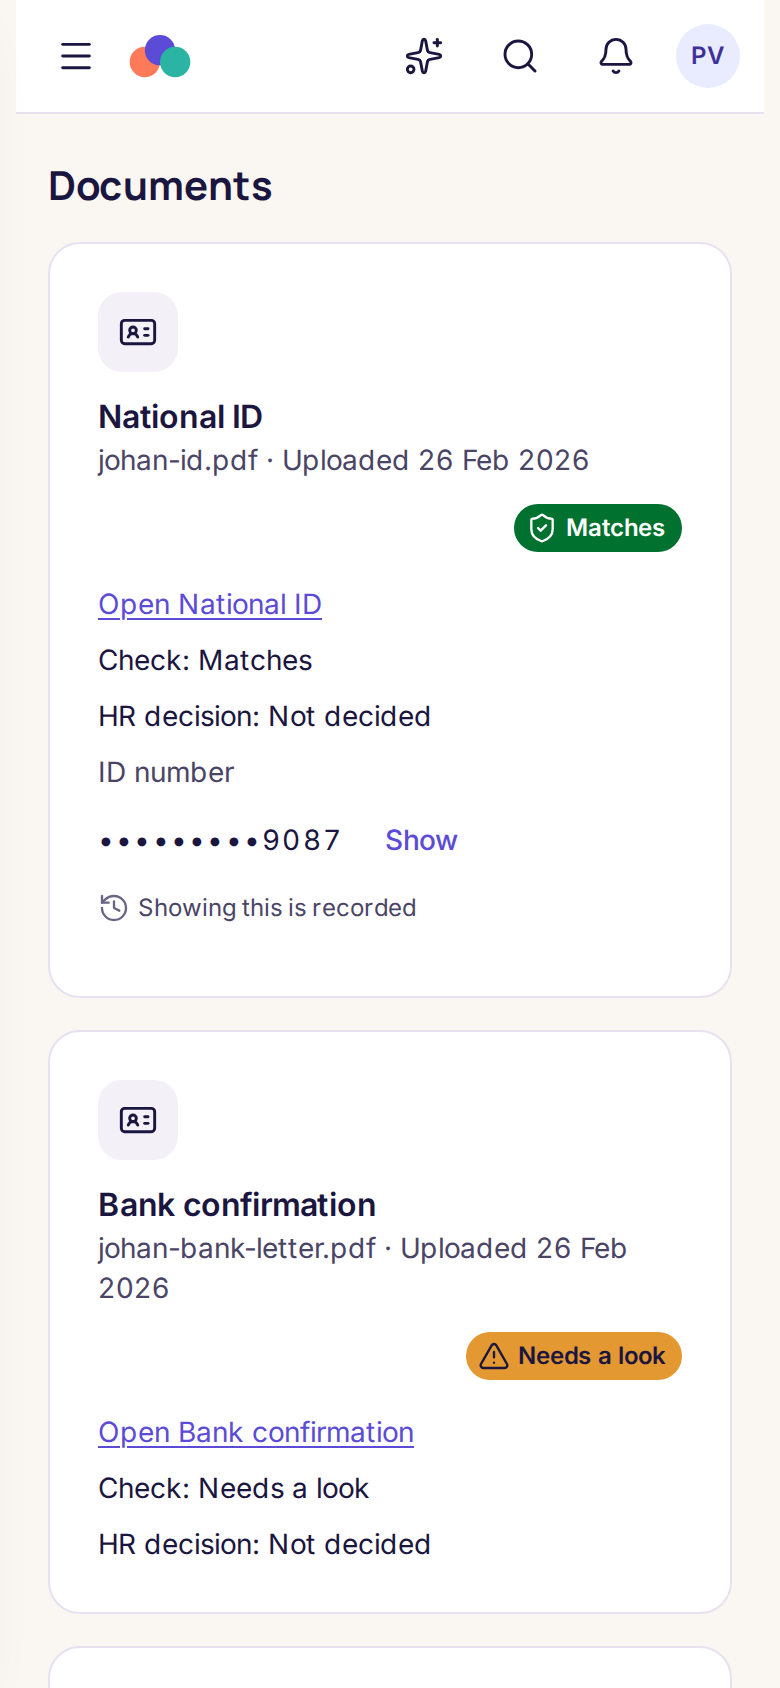 PV
Documents
National ID
johan-id.pdf · Uploaded 26 Feb 2026
Matches
Open National ID
Check: Matches
HR decision: Not decided
ID number
•••••••••9087 Show
Showing this is recorded
Bank confirmation
johan-bank-letter.pdf · Uploaded 26 Feb
2026
Needs a look
Open Bank confirmation
Check: Needs a look
HR decision: Not decided